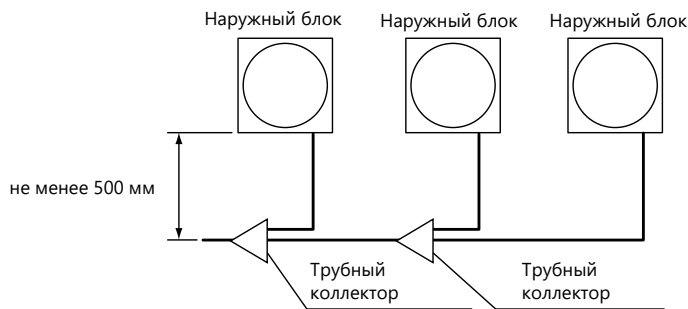 Наружный блок
Наружный блок
Наружный блок
не менее 500 мм
Трубный
коллектор
Трубный
коллектор